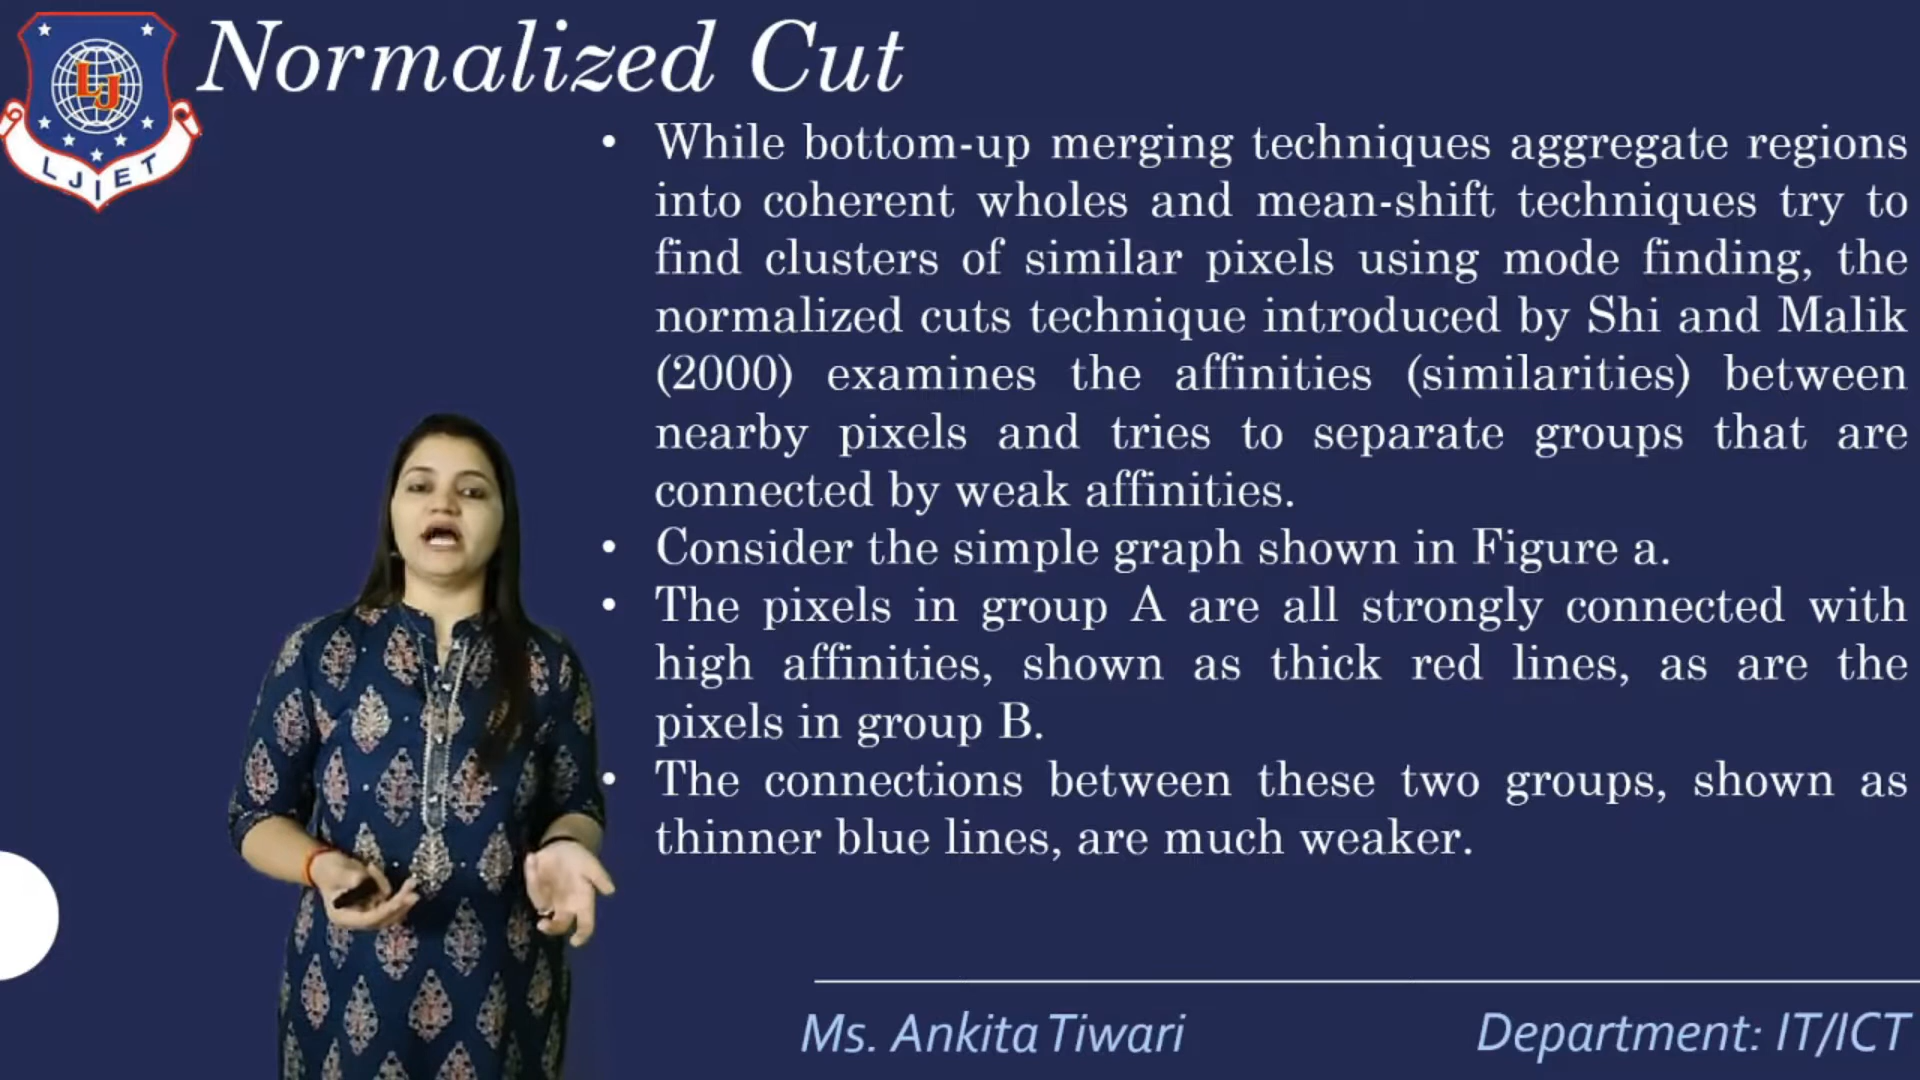 Normalized Cut
LJ
LJIET
• While bottom-up merging techniques aggregate regions
into coherent wholes and mean-shift techniques try to
find clusters of similar pixels using mode finding, the
normalized cuts technique introduced by Shi and Malik
(2000) examines the affinities (similarities) between
nearby pixels and tries to separate groups that are
connected by weak affinities.
• Consider the simple graph shown in Figure a.
• The pixels in group A are all strongly connected with
high affinities, shown as thick red lines, as are the
pixels in group B.
• The connections between these two groups, shown as
thinner blue lines, are much weaker.
Ms. Ankita Tiwari
Department: IT/ICT